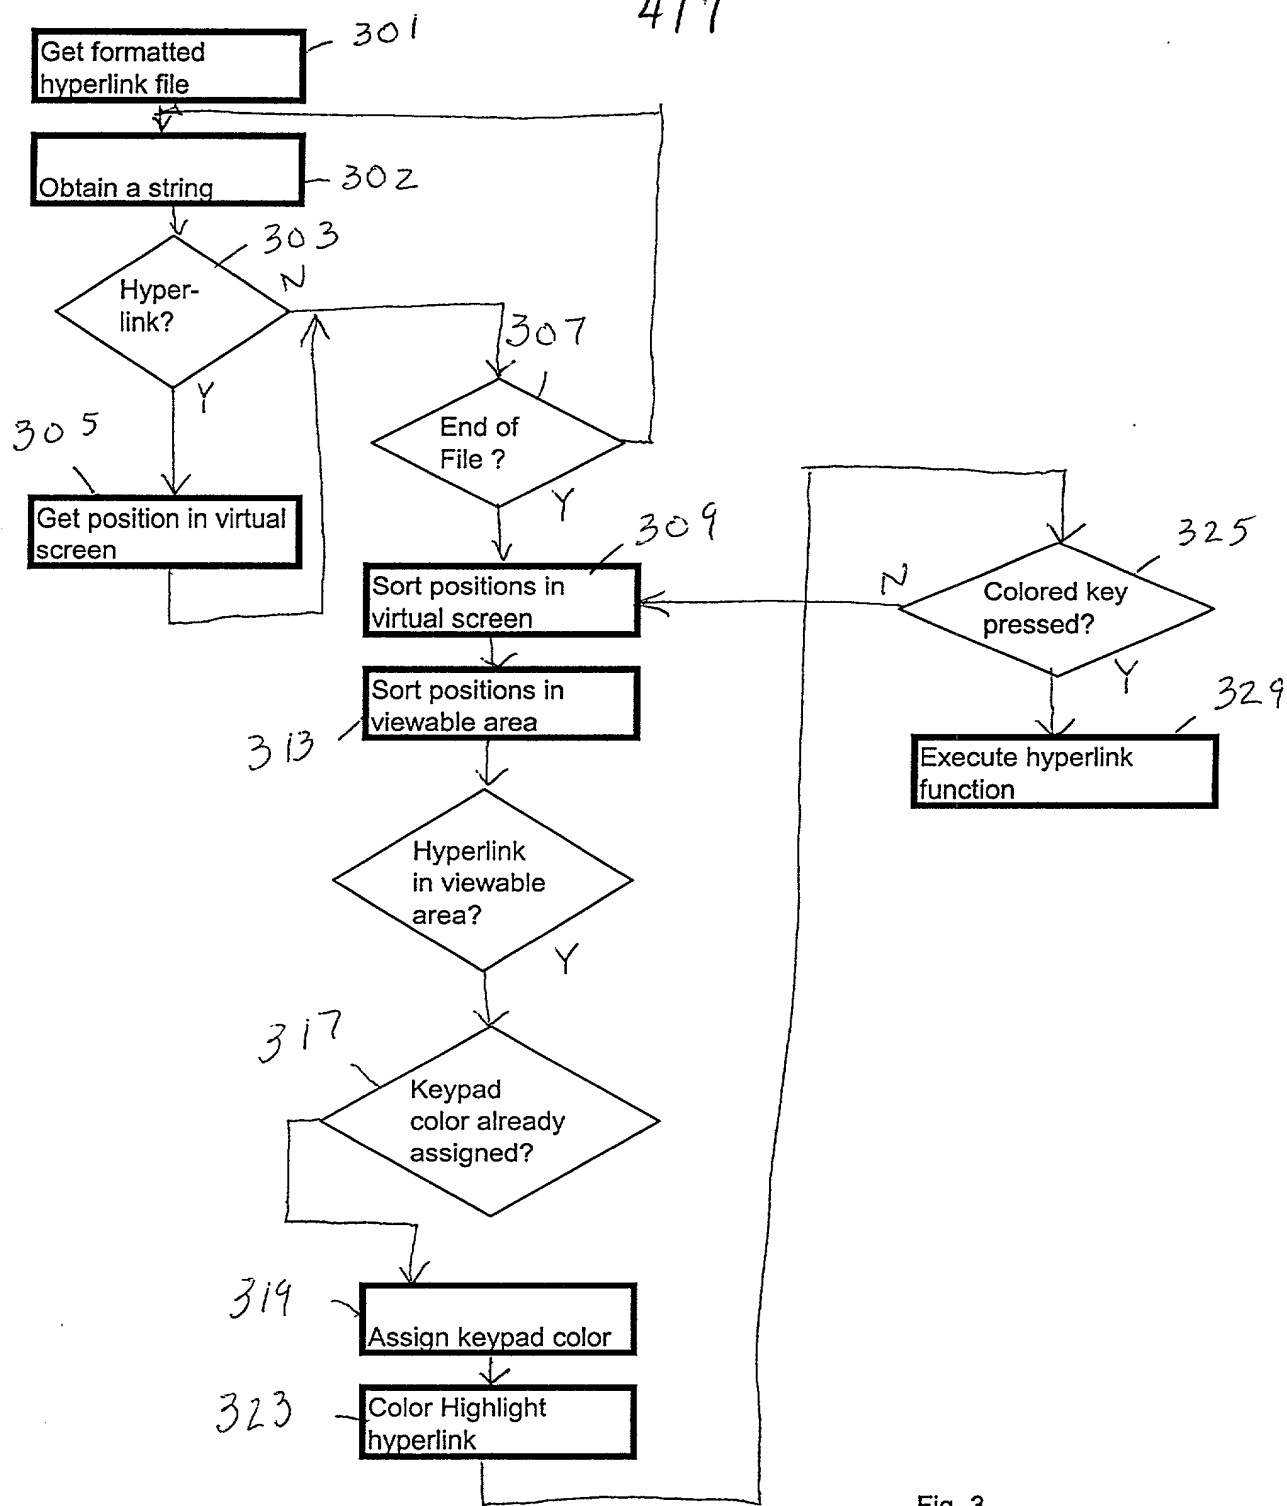 4/7
Get formatted
hyperlink file
301
Obtain a string
302
303
Hyper-
link?
N
Y
305
Get position in virtual
screen
307
End of
File ?
Y
309
Sort positions in
virtual screen
Sort positions in
viewable area
313
Hyperlink
in viewable
area?
Y
317
Keypad
color already
assigned?
319
Assign keypad color
323
Color Highlight
hyperlink
325
N
Colored key
pressed?
Y
329
Execute hyperlink
function
Fig. 3